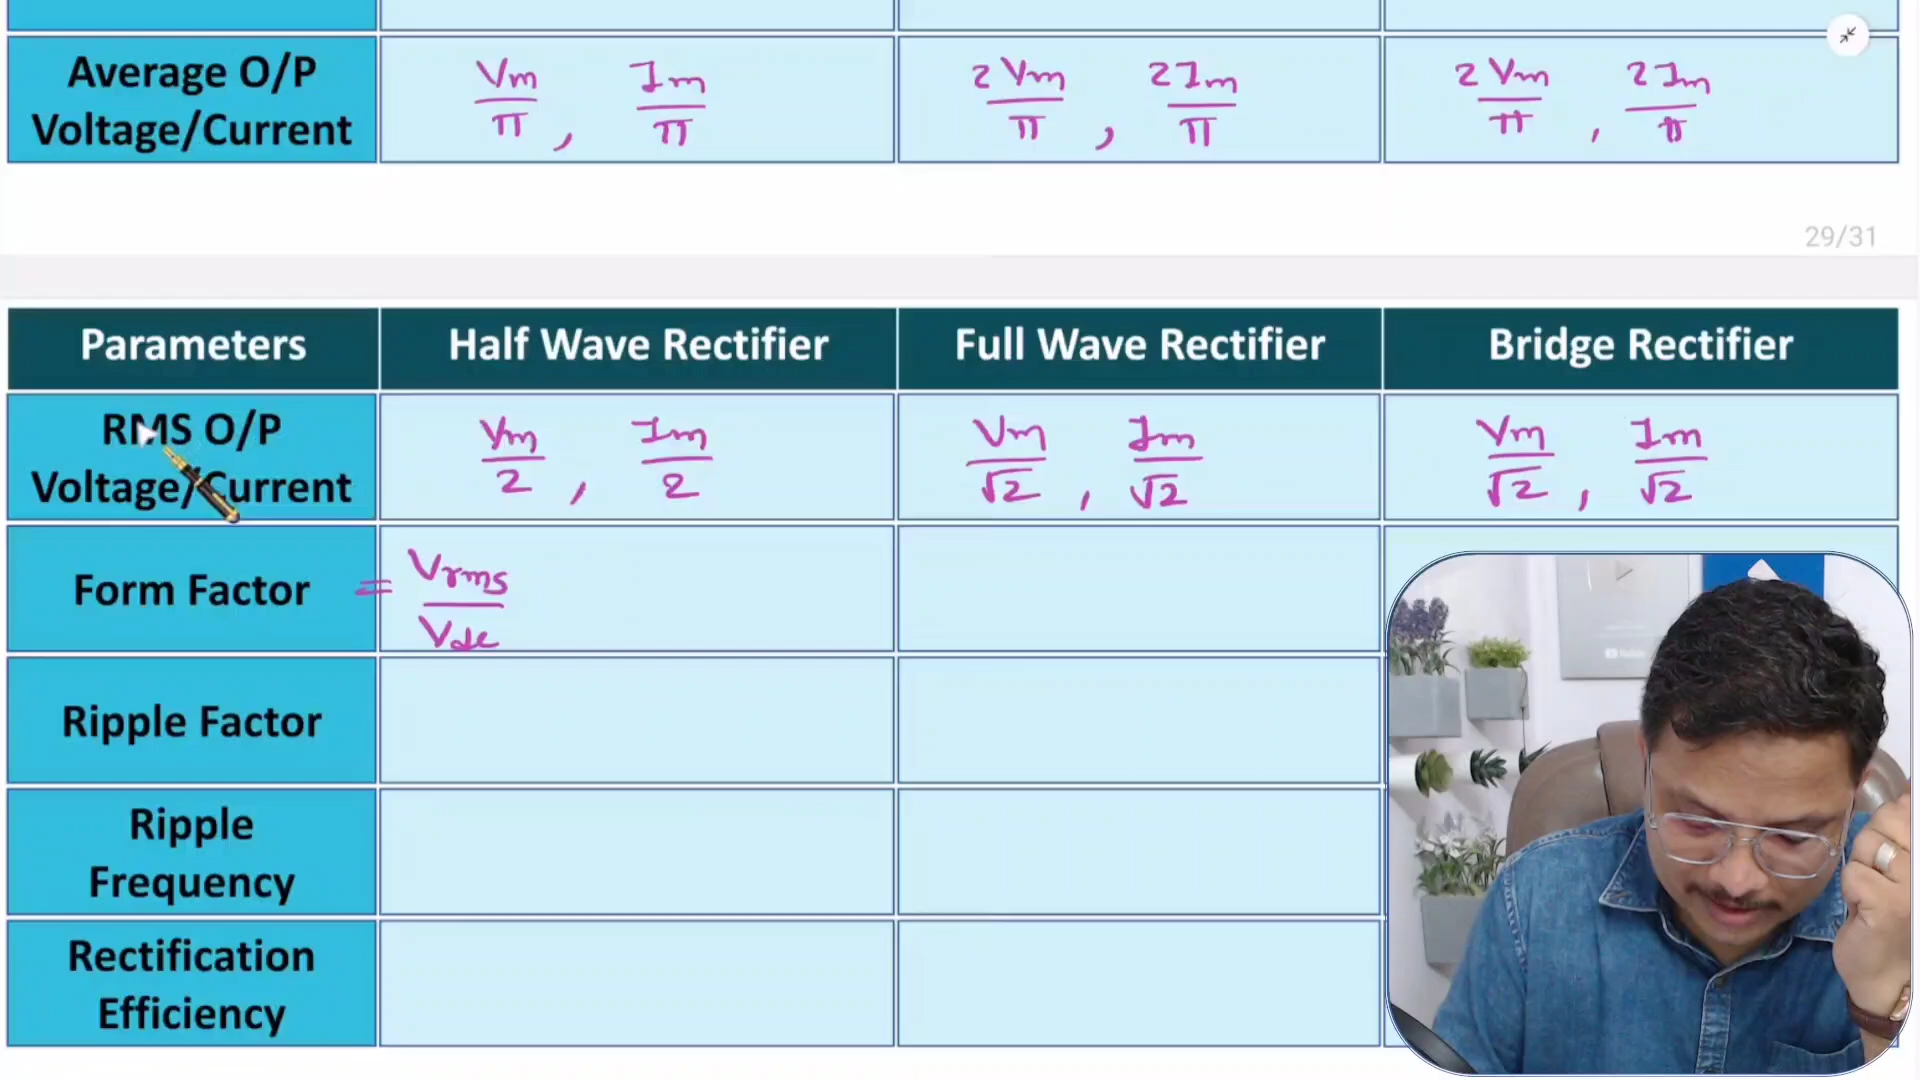 Average O/P Voltage/Current
Vm/π , Im/π
2Vm/π , 2Im/π
2Vm/π , 2Im/π
29/31
Parameters
Half Wave Rectifier
Full Wave Rectifier
Bridge Rectifier
RMS O/P Voltage/Current
Vm/2 , Im/2
Vm/√2 , Im/√2
Vm/√2 , Im/√2
Form Factor
= Vrms/Vdc
Ripple Factor
Ripple Frequency
Rectification Efficiency